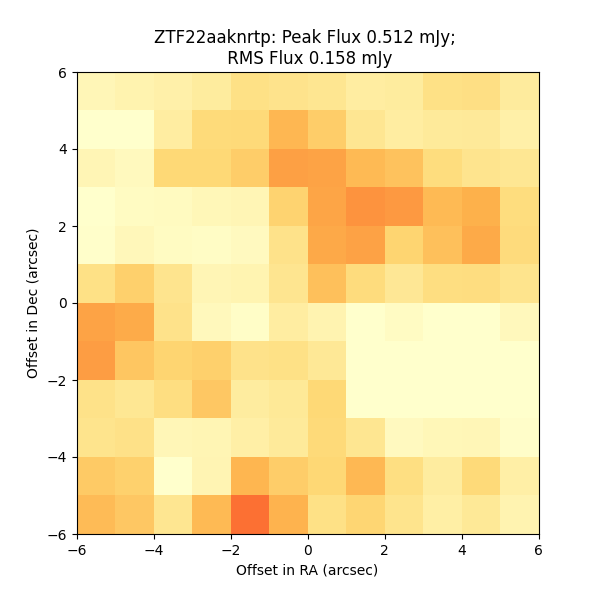 ZTF22aaknrtp: Peak Flux 0.512 mJy;
RMS Flux 0.158 mJy
6
4
2
0
−2
−4
−6
Offset in Dec (arcsec)
−6 −4 −2 0 2 4 6
Offset in RA (arcsec)